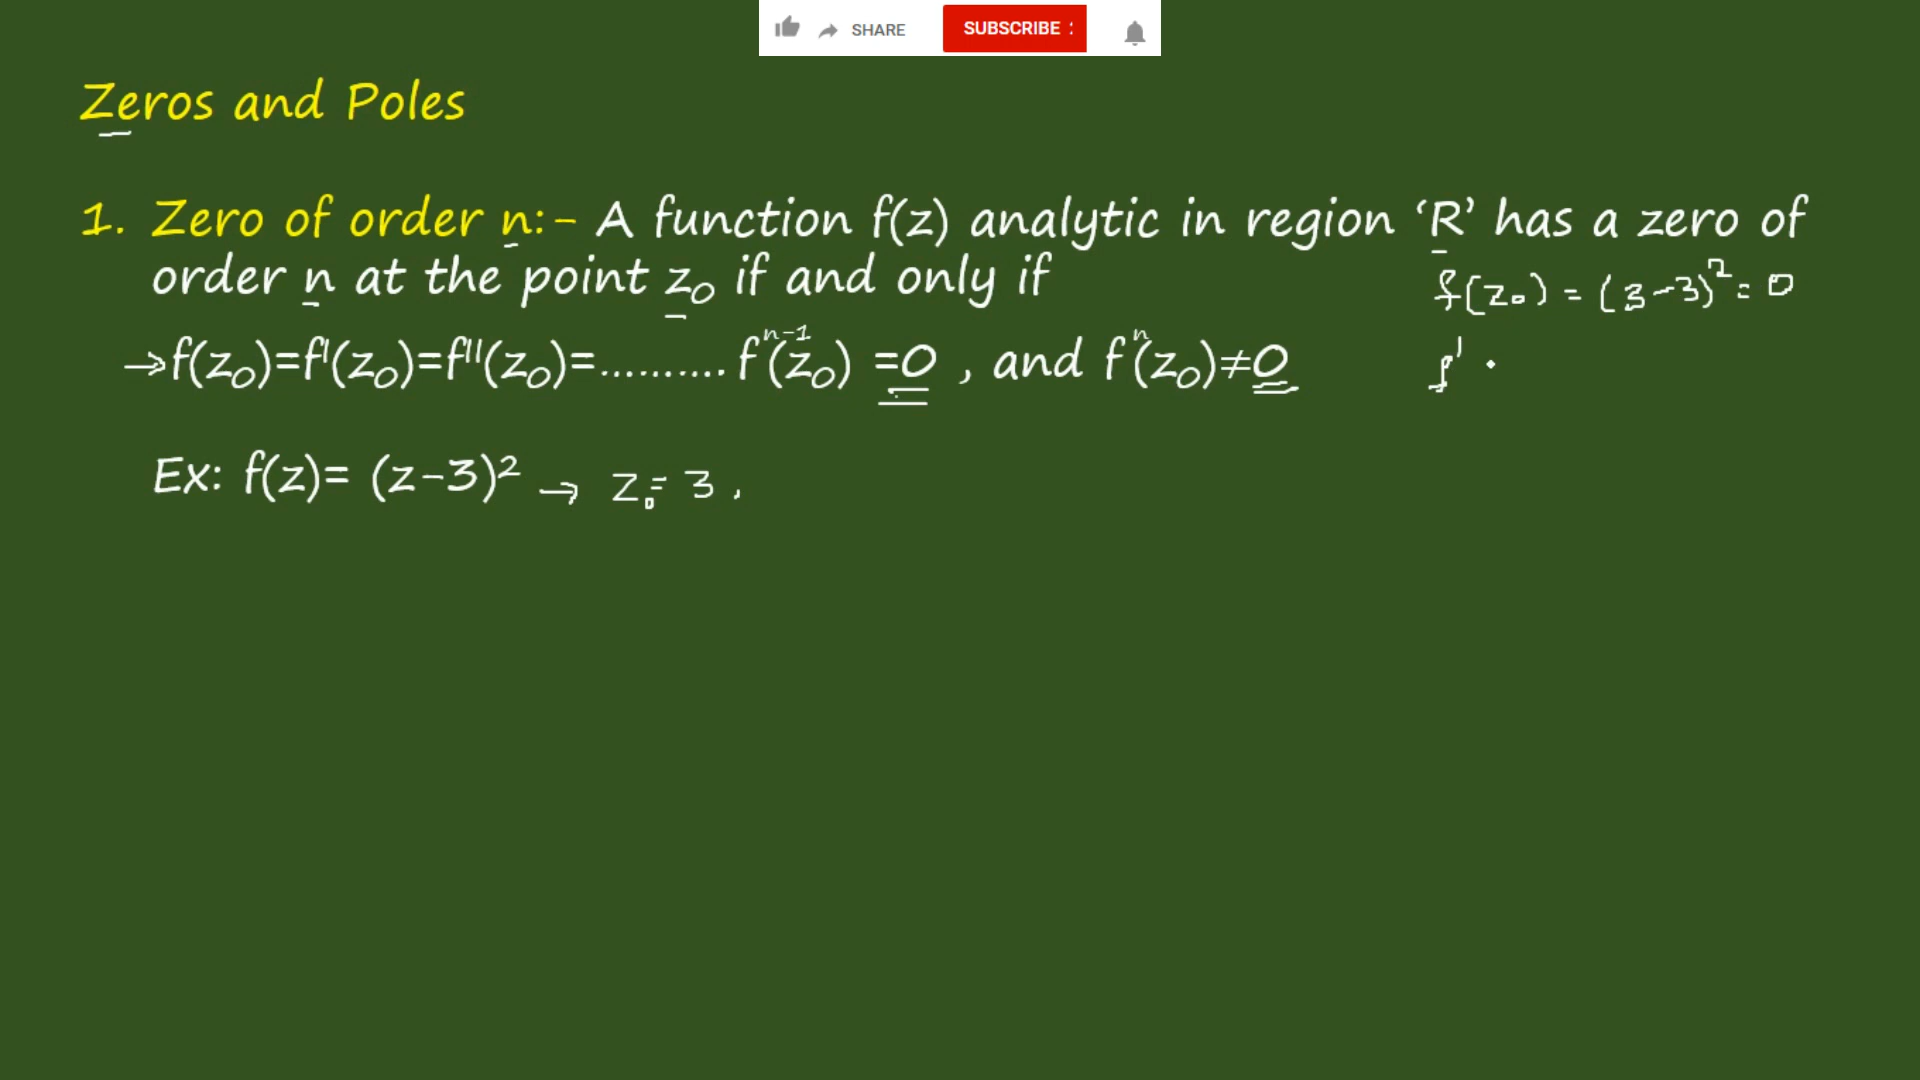 SHARE SUBSCRIBE
Zeros and Poles
1. Zero of order n:- A function f(z) analytic in region ‘R’ has a zero of
order n at the point z₀ if and only if
f(z₀) = (3-3)² = 0
→f(z₀)=f'(z₀)=f''(z₀)=.......... fⁿ⁻¹(z₀) =0 , and fⁿ(z₀)≠0
f'
Ex: f(z)= (z-3)² → z₀= 3 ,